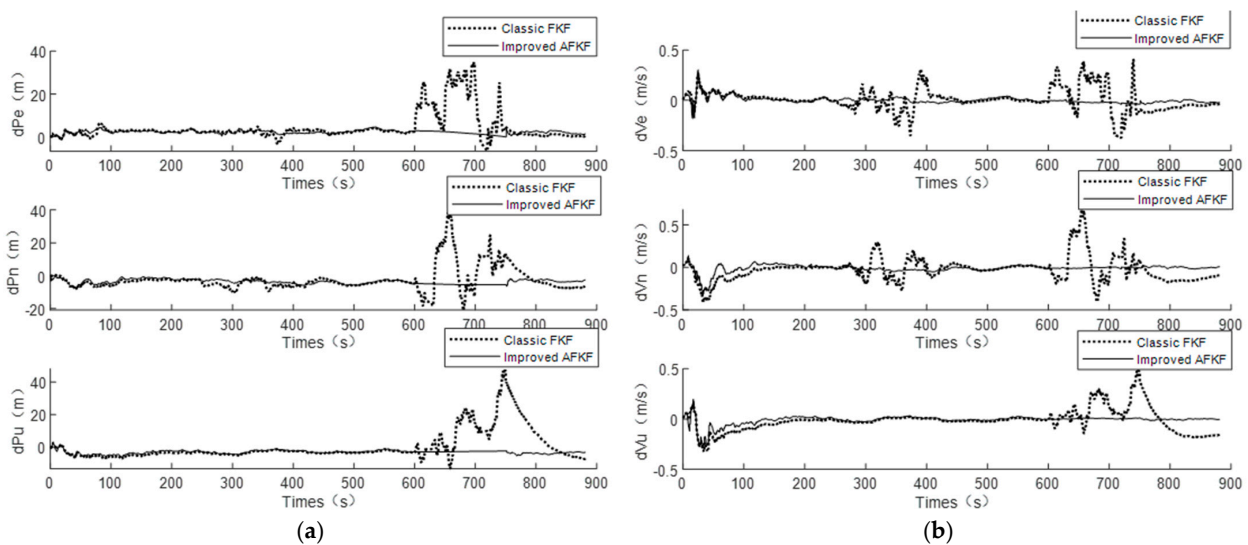 Classic FKF
Improved AFKF
dPe (m)
40
20
0
0 100 200 300 400 500 600 700 800 900
Times (s)
Classic FKF
Improved AFKF
dPn (m)
40
20
0
-20
0 100 200 300 400 500 600 700 800 900
Times (s)
Classic FKF
Improved AFKF
dPu (m)
40
20
0
0 100 200 300 400 500 600 700 800 900
Times (s)
(a)
Classic FKF
Improved AFKF
dVe (m/s)
0.5
0
-0.5
0 100 200 300 400 500 600 700 800 900
Times (s)
Classic FKF
Improved AFKF
dVn (m/s)
0.5
0
-0.5
0 100 200 300 400 500 600 700 800 900
Times (s)
Classic FKF
Improved AFKF
dVu (m/s)
0.5
0
-0.5
0 100 200 300 400 500 600 700 800 900
Times (s)
(b)